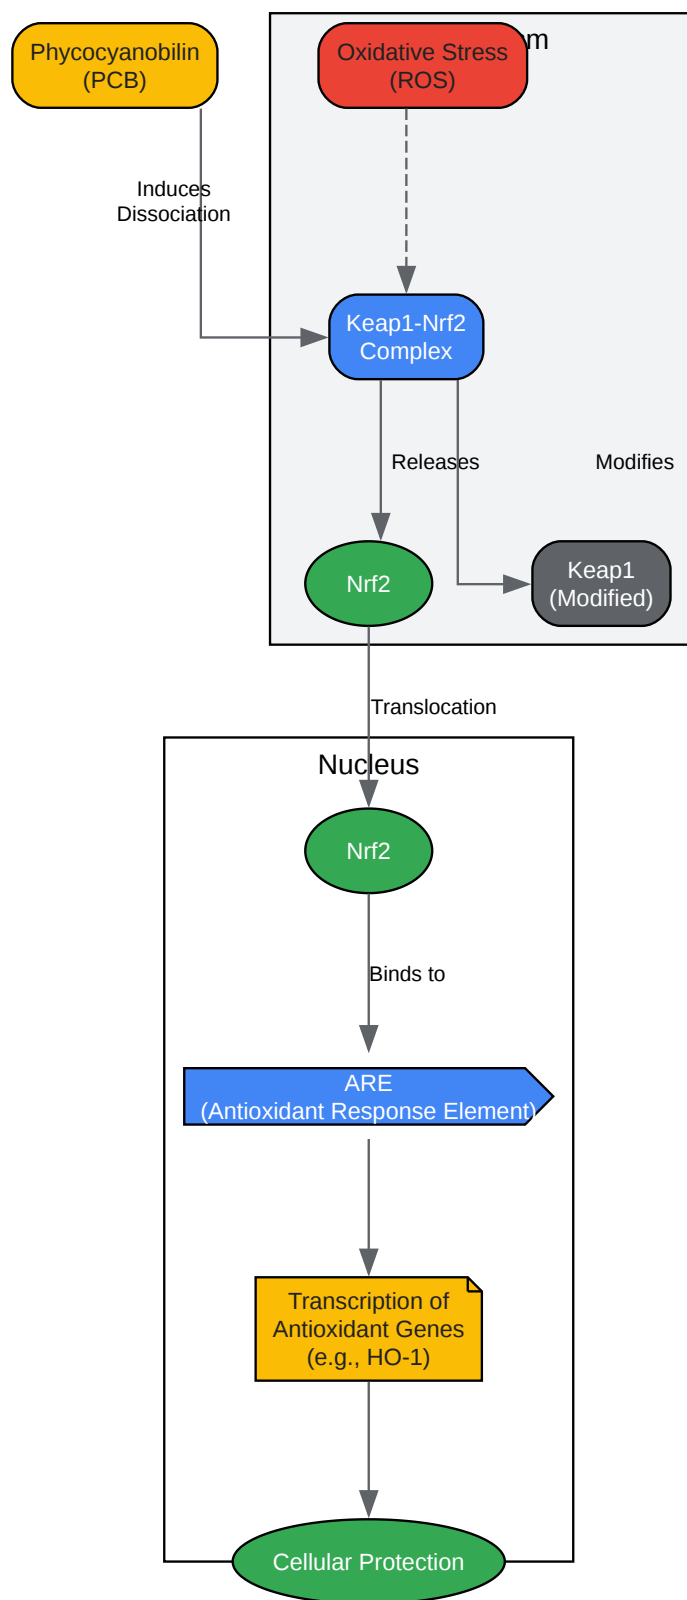 Phycocyanobilin
(PCB)
Oxidative Stress
(ROS)
Induces
Dissociation
Keap1-Nrf2
Complex
Releases
Modifies
Nrf2
Keap1
(Modified)
Translocation
Nucleus
Nrf2
Binds to
ARE
(Antioxidant Response Element)
Transcription of
Antioxidant Genes
(e.g., HO-1)
Cellular Protection